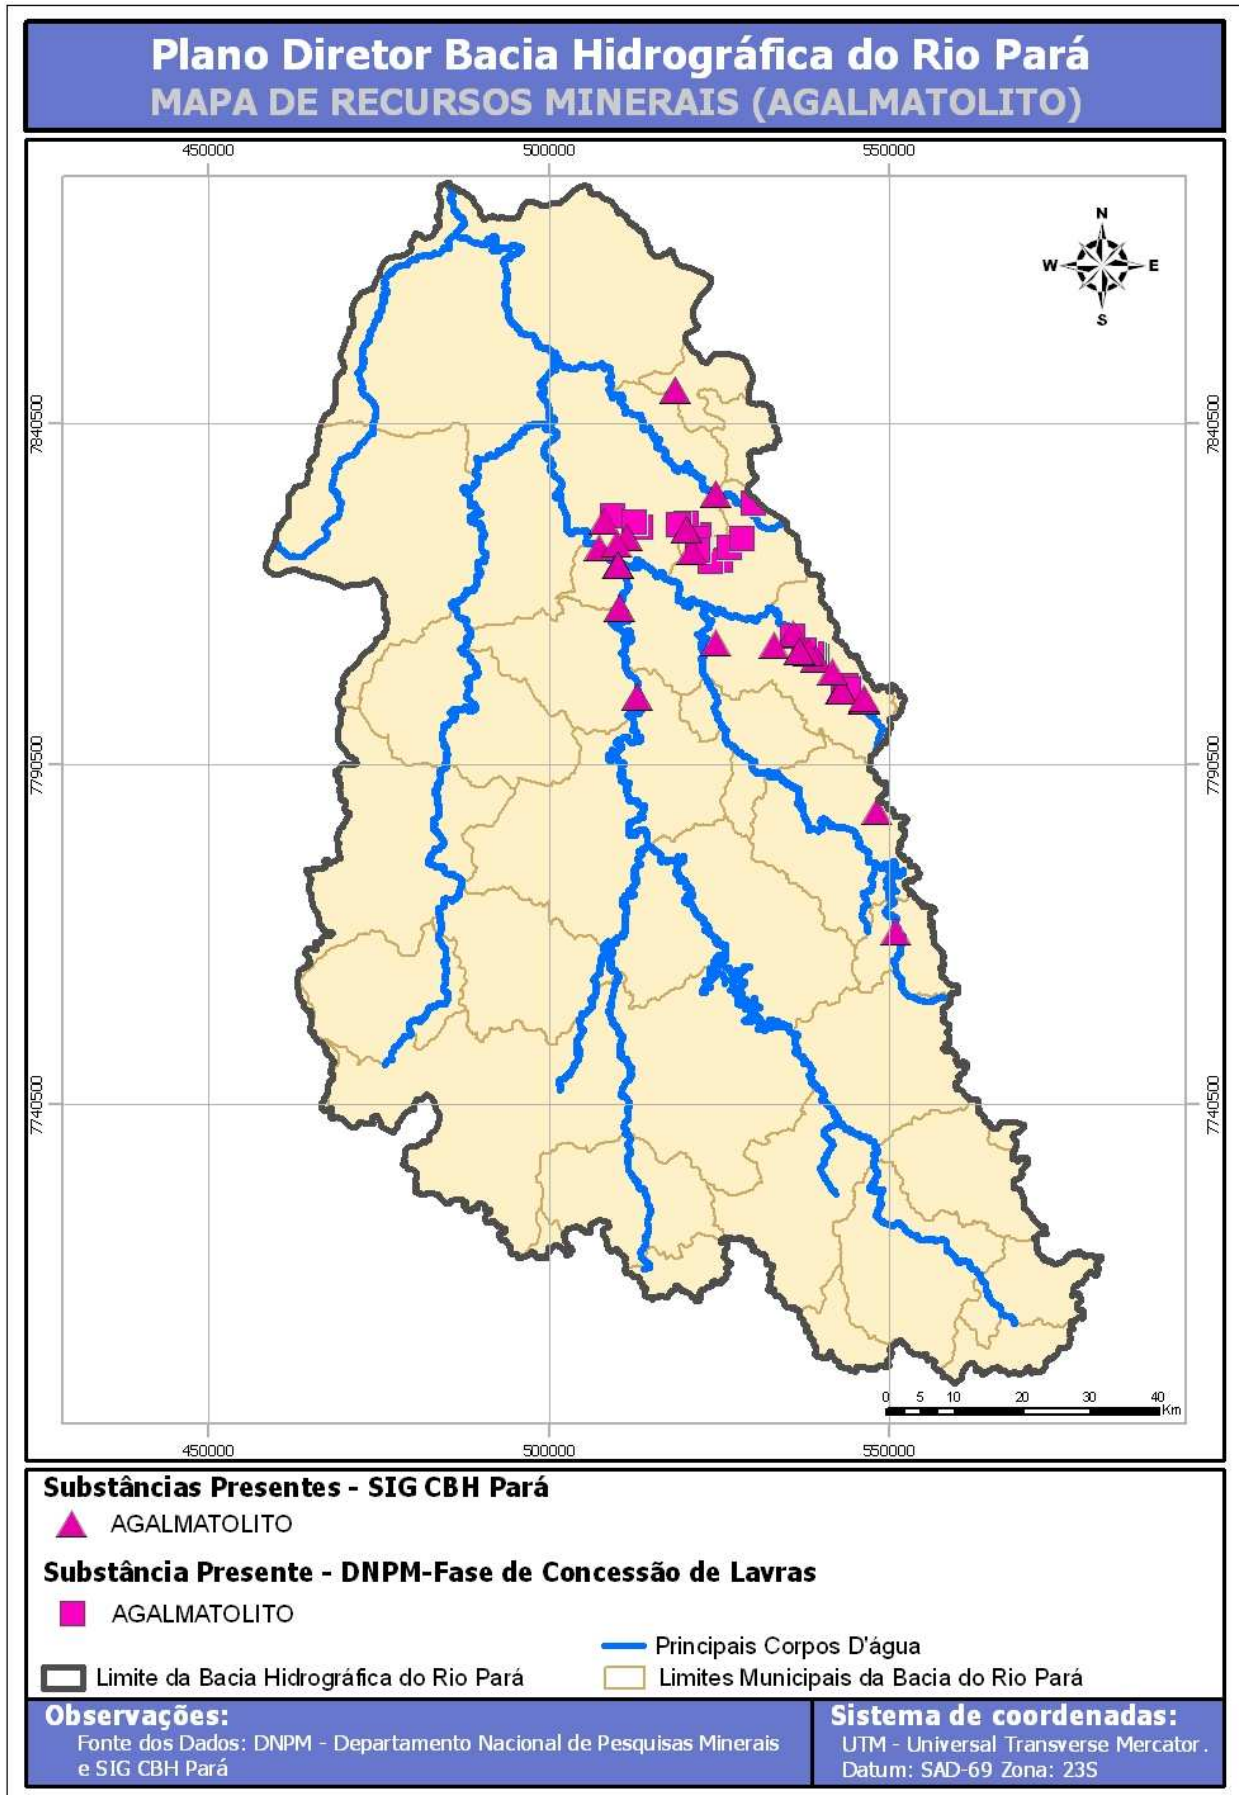 Plano Diretor Bacia Hidrográfica do Rio Pará
MAPA DE RECURSOS MINERAIS (AGALMATOLITO)
450000 500000 550000
N
W E
S
7840500 7840500
7790500 7790500
7740500 7740500
0 5 10 20 30 40
Km
450000 500000 550000
Substâncias Presentes - SIG CBH Pará
AGALMATOLITO
Substância Presente - DNPM-Fase de Concessão de Lavras
AGALMATOLITO
Principais Corpos D'água
Limite da Bacia Hidrográfica do Rio Pará
Limites Municipais da Bacia do Rio Pará
Observações:
Fonte dos Dados: DNPM - Departamento Nacional de Pesquisas Minerais
e SIG CBH Pará
Sistema de coordenadas:
UTM - Universal Transverse Mercator.
Datum: SAD-69 Zona: 23S